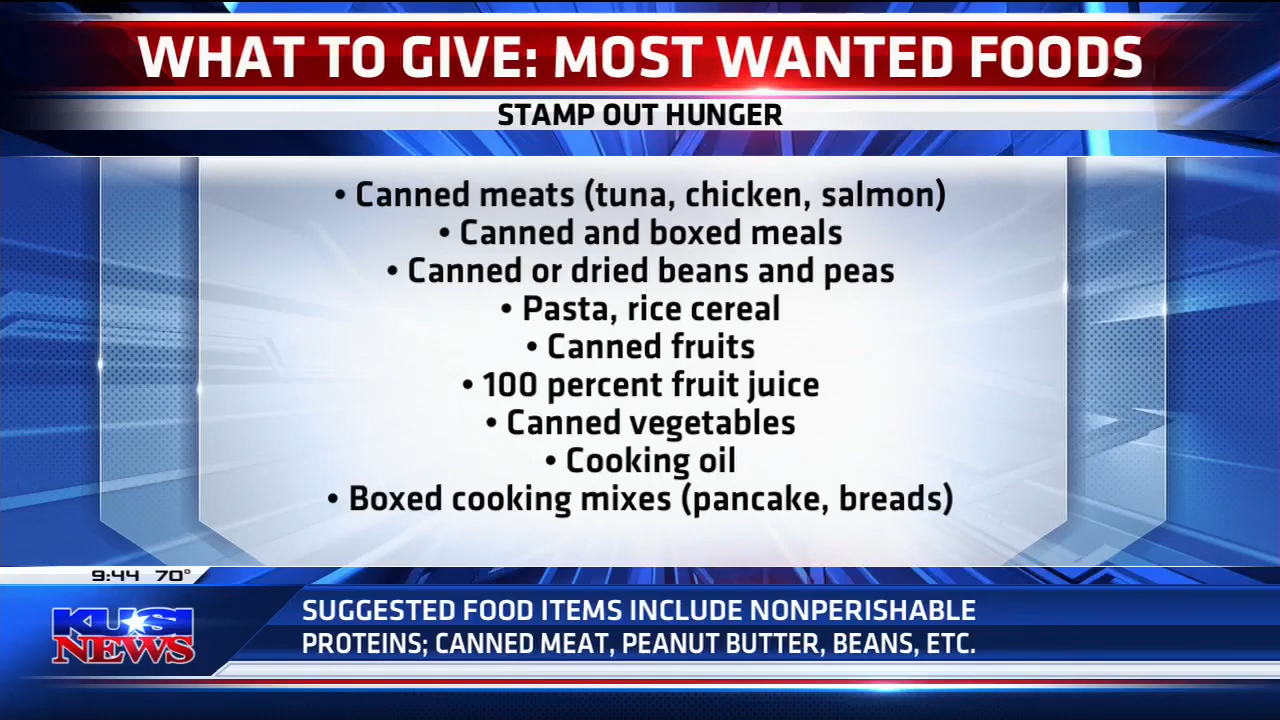 WHAT TO GIVE: MOST WANTED FOODS
STAMP OUT HUNGER
• Canned meats (tuna, chicken, salmon)
• Canned and boxed meals
• Canned or dried beans and peas
• Pasta, rice cereal
• Canned fruits
• 100 percent fruit juice
• Canned vegetables
• Cooking oil
• Boxed cooking mixes (pancake, breads)
9:44 70°
KUSI
NEWS
SUGGESTED FOOD ITEMS INCLUDE NONPERISHABLE
PROTEINS; CANNED MEAT, PEANUT BUTTER, BEANS, ETC.